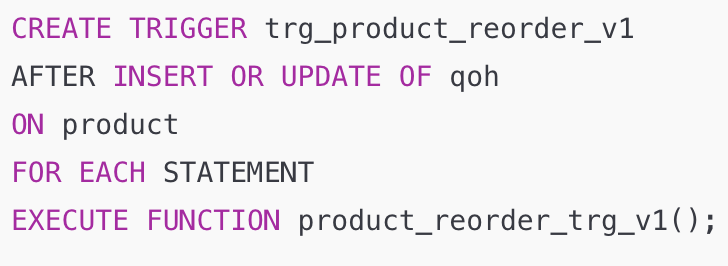 CREATE TRIGGER trg_product_reorder_v1
AFTER INSERT OR UPDATE OF qoh
ON product
FOR EACH STATEMENT
EXECUTE FUNCTION product_reorder_trg_v1();